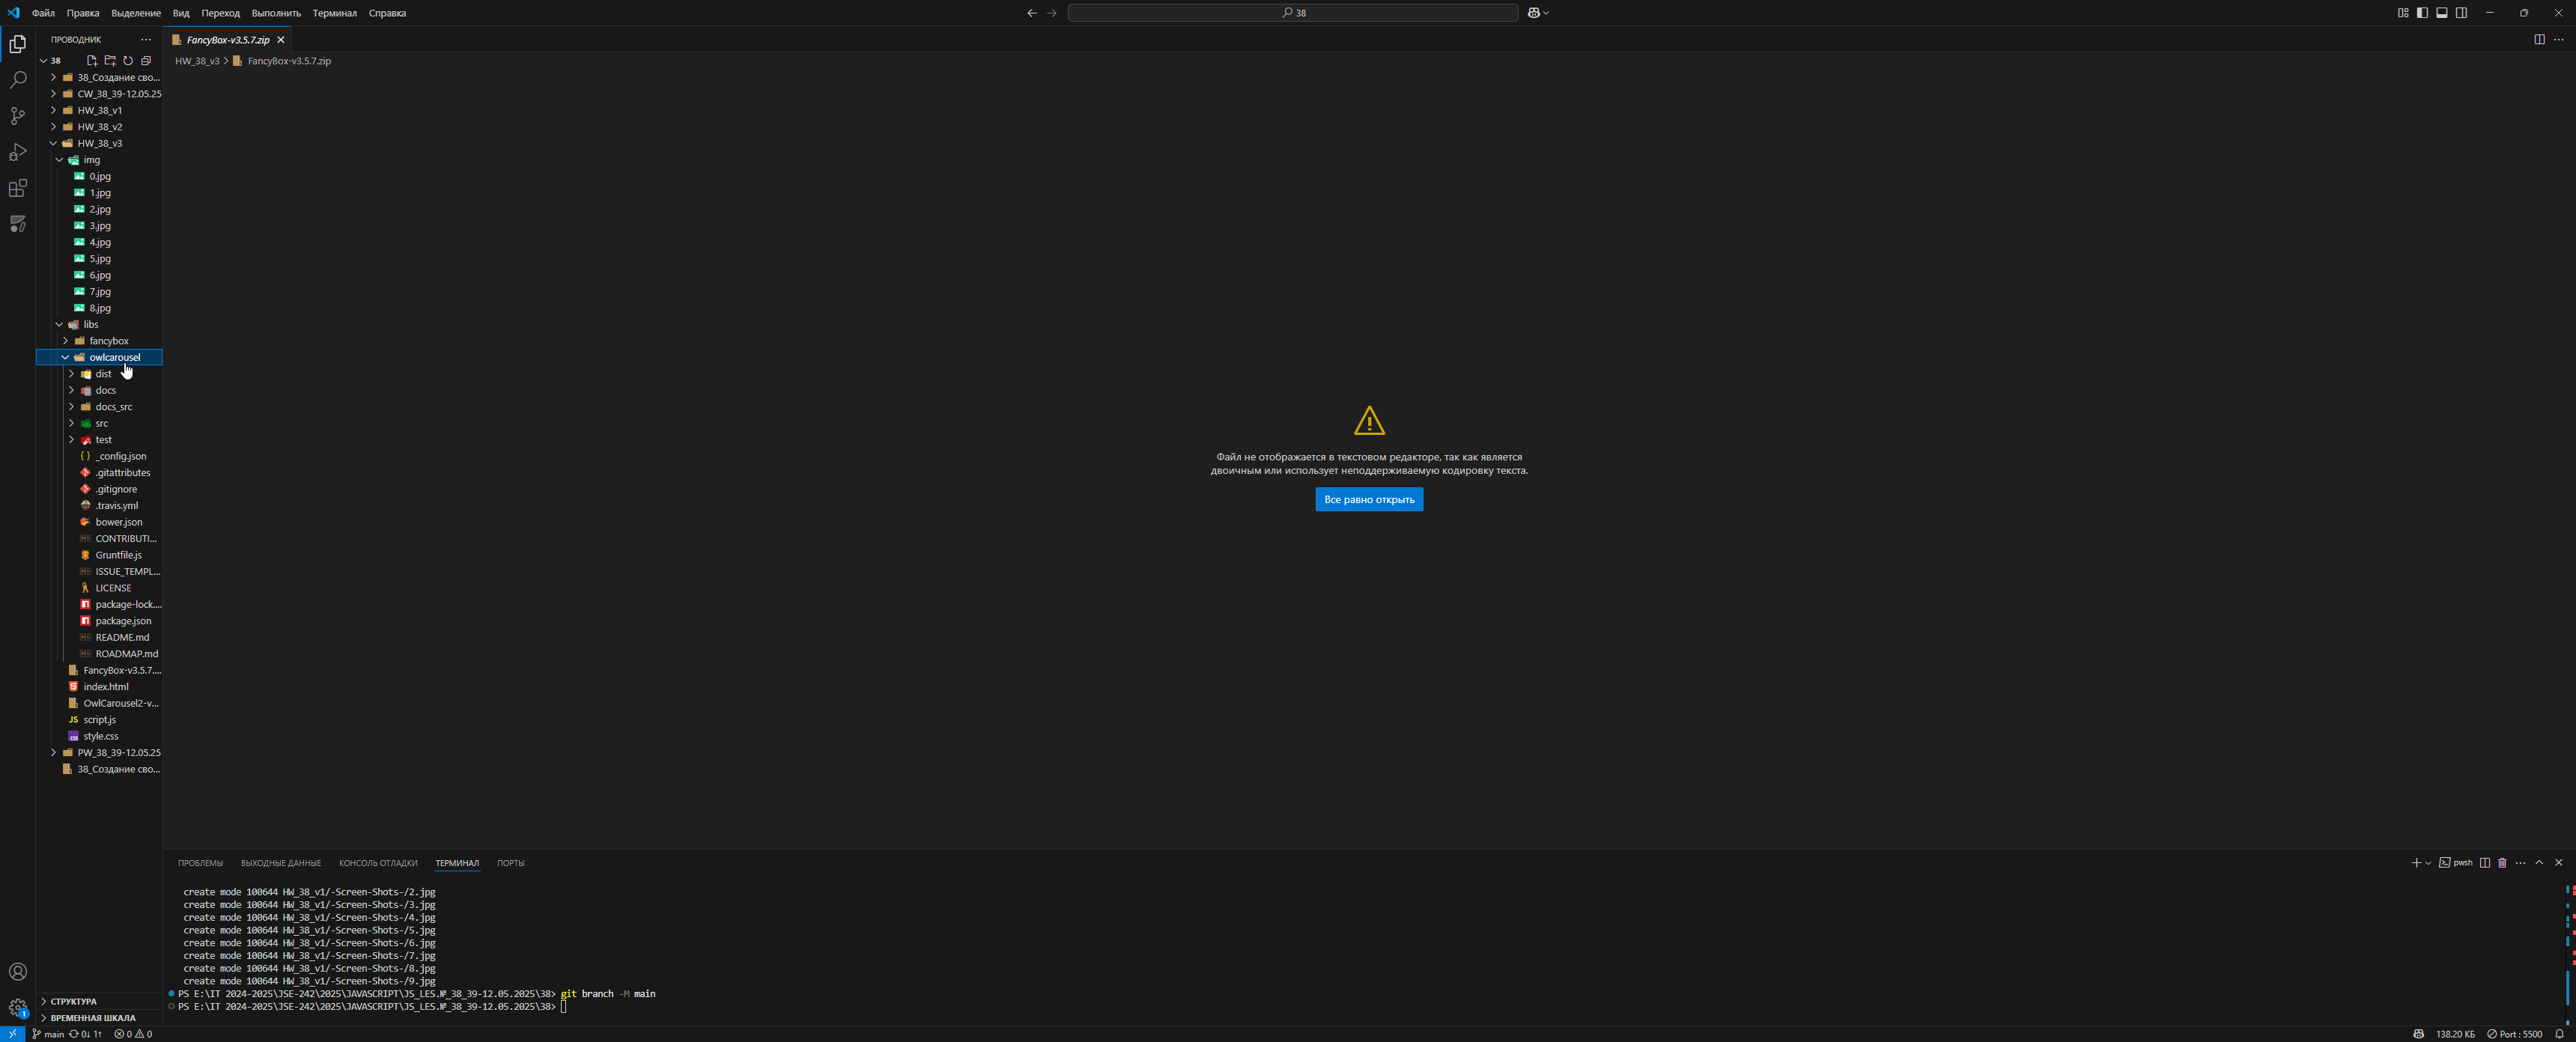 Файл Правка Выделение Вид Переход Выполнить Терминал Справка
38
ПРОВОДНИК
38
38_Создание сво...
CW_38_39-12.05.25
HW_38_v1
HW_38_v2
HW_38_v3
img
0.jpg
1.jpg
2.jpg
3.jpg
4.jpg
5.jpg
6.jpg
7.jpg
8.jpg
libs
fancybox
owlcarousel
dist
docs
docs_src
src
test
_config.json
.gitattributes
.gitignore
.travis.yml
bower.json
CONTRIBUTI...
Gruntfile.js
ISSUE_TEMPL...
LICENSE
package-lock....
package.json
README.md
ROADMAP.md
FancyBox-v3.5.7....
index.html
OwlCarousel2-v...
script.js
style.css
PW_38_39-12.05.25
38_Создание сво...
СТРУКТУРА
ВРЕМЕННАЯ ШКАЛА
FancyBox-v3.5.7.zip
HW_38_v3 > FancyBox-v3.5.7.zip
Файл не отображается в текстовом редакторе, так как является
двоичным или использует неподдерживаемую кодировку текста.
Все равно открыть
ПРОБЛЕМЫ ВЫХОДНЫЕ ДАННЫЕ КОНСОЛЬ ОТЛАДКИ ТЕРМИНАЛ ПОРТЫ
pwsh
create mode 100644 HW_38_v1/-Screen-Shots-/2.jpg
create mode 100644 HW_38_v1/-Screen-Shots-/3.jpg
create mode 100644 HW_38_v1/-Screen-Shots-/4.jpg
create mode 100644 HW_38_v1/-Screen-Shots-/5.jpg
create mode 100644 HW_38_v1/-Screen-Shots-/6.jpg
create mode 100644 HW_38_v1/-Screen-Shots-/7.jpg
create mode 100644 HW_38_v1/-Screen-Shots-/8.jpg
create mode 100644 HW_38_v1/-Screen-Shots-/9.jpg
PS E:\IT 2024-2025\JSE-242\2025\JAVASCRIPT\JS_LES.№_38_39-12.05.2025\38> git branch -M main
PS E:\IT 2024-2025\JSE-242\2025\JAVASCRIPT\JS_LES.№_38_39-12.05.2025\38>
1
main 0↓ 1↑ 0 0
138.20 КБ Port : 5500